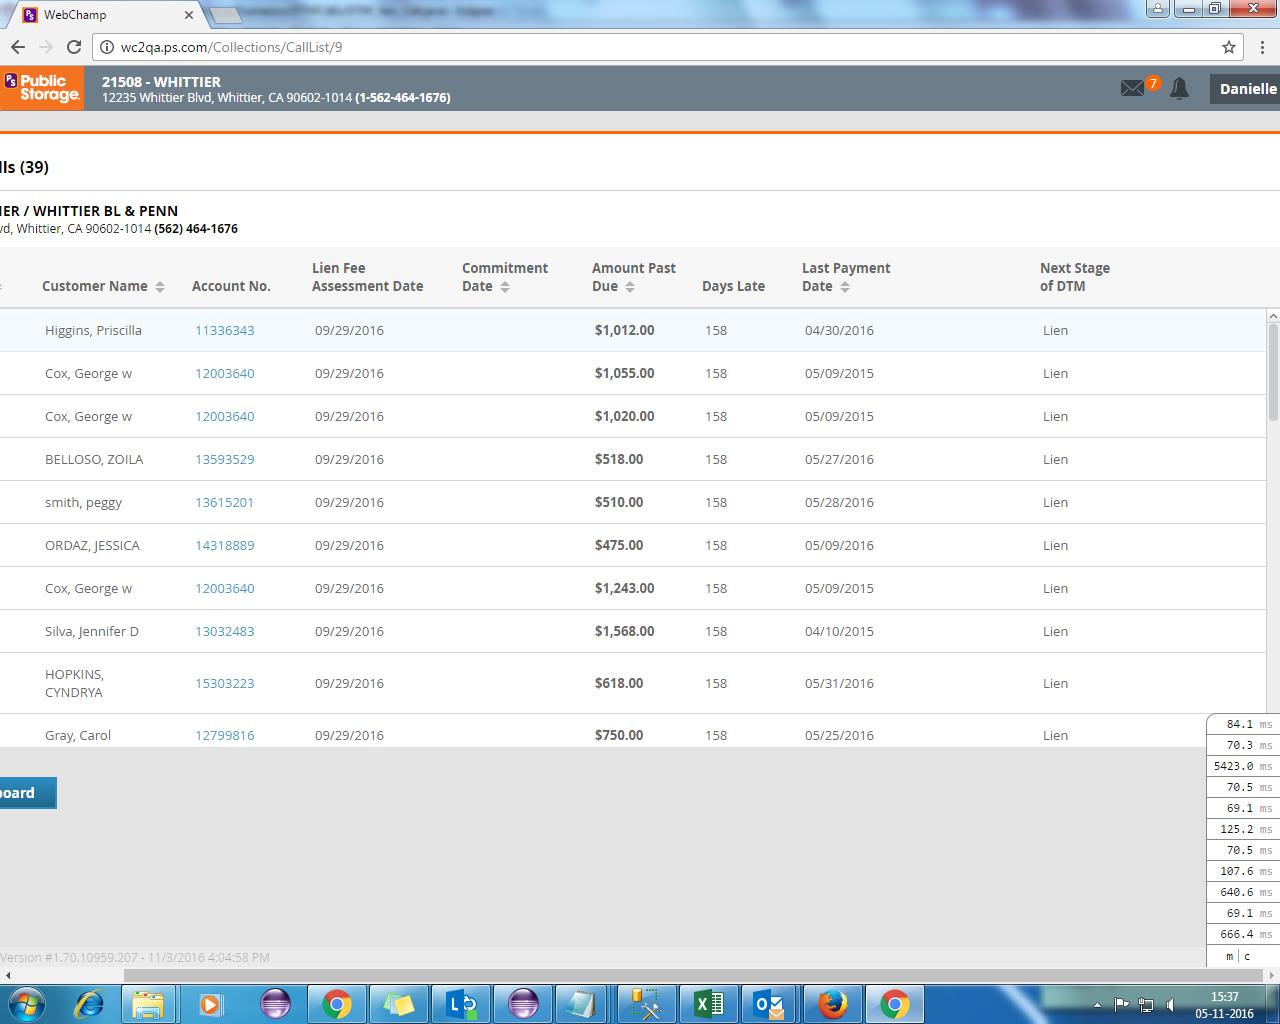 WebChamp
wc2qa.ps.com/Collections/CallList/9
PS Public Storage.
21508 - WHITTIER
12235 Whittier Blvd, Whittier, CA 90602-1014 (1-562-464-1676)
7
Danielle
lls (39)
IER / WHITTIER BL & PENN
vd, Whittier, CA 90602-1014 (562) 464-1676
Customer Name Account No. Lien Fee Assessment Date Commitment Date Amount Past Due Days Late Last Payment Date Next Stage of DTM
Higgins, Priscilla 11336343 09/29/2016 $1,012.00 158 04/30/2016 Lien
Cox, George w 12003640 09/29/2016 $1,055.00 158 05/09/2015 Lien
Cox, George w 12003640 09/29/2016 $1,020.00 158 05/09/2015 Lien
BELLOSO, ZOILA 13593529 09/29/2016 $518.00 158 05/27/2016 Lien
smith, peggy 13615201 09/29/2016 $510.00 158 05/28/2016 Lien
ORDAZ, JESSICA 14318889 09/29/2016 $475.00 158 05/09/2016 Lien
Cox, George w 12003640 09/29/2016 $1,243.00 158 05/09/2015 Lien
Silva, Jennifer D 13032483 09/29/2016 $1,568.00 158 04/10/2015 Lien
HOPKINS, CYNDRYA 15303223 09/29/2016 $618.00 158 05/31/2016 Lien
Gray, Carol 12799816 09/29/2016 $750.00 158 05/25/2016 Lien
84.1 ms
70.3 ms
5423.0 ms
70.5 ms
69.1 ms
125.2 ms
70.5 ms
107.6 ms
640.6 ms
69.1 ms
666.4 ms
m | c
board
Version #1.70.10959.207 - 11/3/2016 4:04:58 PM
15:37
05-11-2016